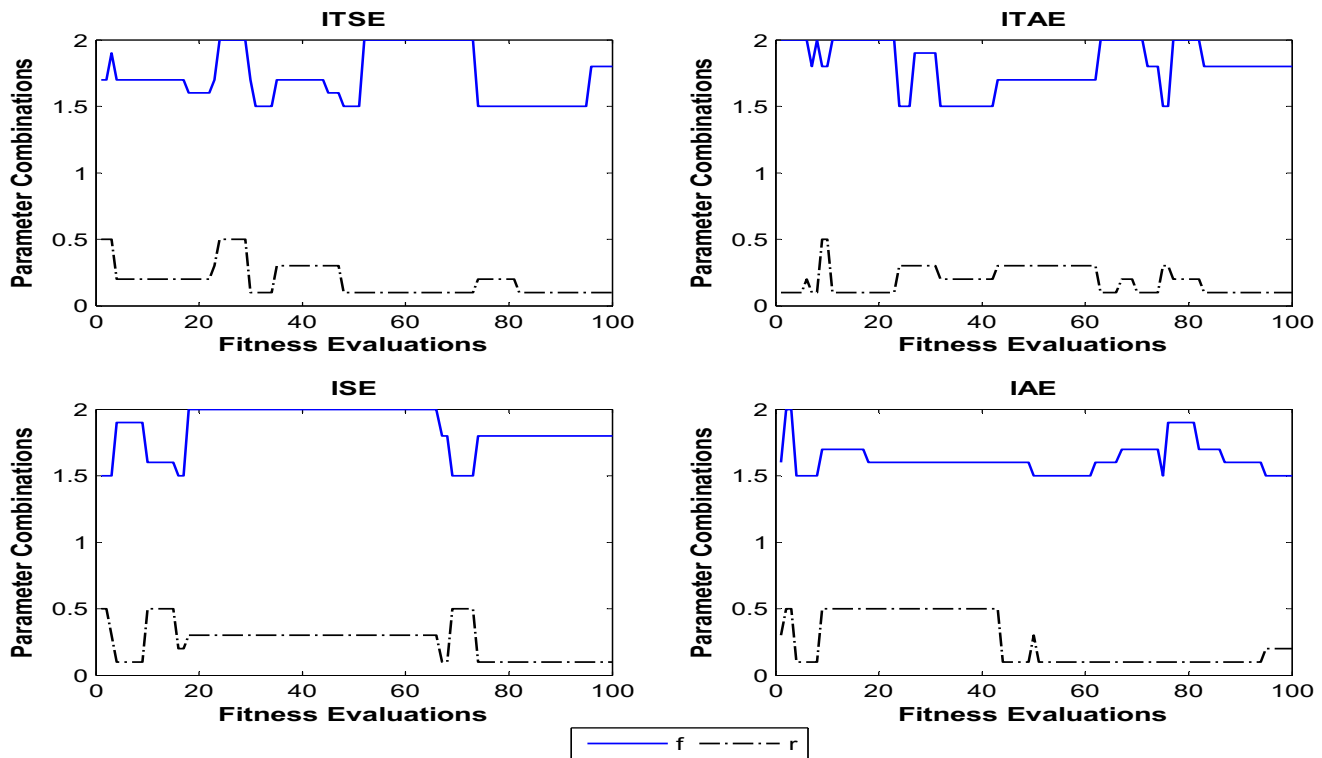 ITSE
2
1.5
1
0.5
0
0 20 40 60 80 100
Parameter Combinations
Fitness Evaluations
ITAE
2
1.5
1
0.5
0
0 20 40 60 80 100
Parameter Combinations
Fitness Evaluations
ISE
2
1.5
1
0.5
0
0 20 40 60 80 100
Parameter Combinations
Fitness Evaluations
IAE
2
1.5
1
0.5
0
0 20 40 60 80 100
Parameter Combinations
Fitness Evaluations
f r